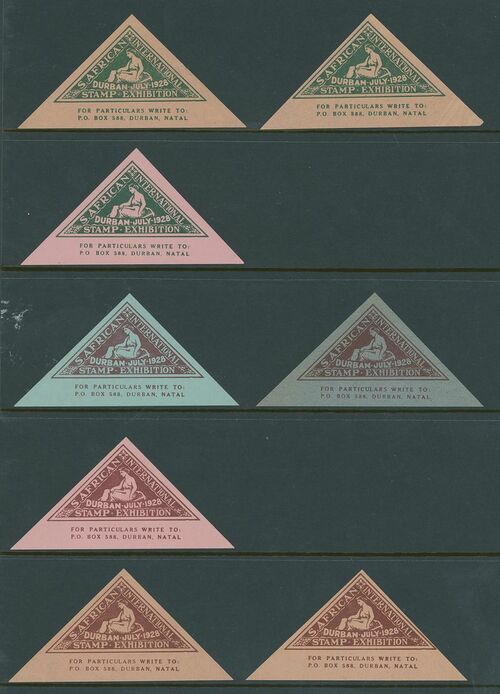 S. AFRICAN INTERNATIONAL
DURBAN-JULY-1928
STAMP-EXHIBITION
FOR PARTICULARS WRITE TO:
P.O. BOX 588, DURBAN, NATAL
S. AFRICAN INTERNATIONAL
DURBAN-JULY-1928
STAMP-EXHIBITION
FOR PARTICULARS WRITE TO:
P.O. BOX 588, DURBAN, NATAL
S. AFRICAN INTERNATIONAL
DURBAN-JULY-1928
STAMP-EXHIBITION
FOR PARTICULARS WRITE TO:
P.O. BOX 588, DURBAN, NATAL
S. AFRICAN INTERNATIONAL
DURBAN-JULY-1928
STAMP-EXHIBITION
FOR PARTICULARS WRITE TO:
P.O. BOX 588, DURBAN, NATAL
S. AFRICAN INTERNATIONAL
DURBAN-JULY-1928
STAMP-EXHIBITION
FOR PARTICULARS WRITE TO:
P.O. BOX 588, DURBAN, NATAL
S. AFRICAN INTERNATIONAL
DURBAN-JULY-1928
STAMP-EXHIBITION
FOR PARTICULARS WRITE TO:
P.O. BOX 588, DURBAN, NATAL
S. AFRICAN INTERNATIONAL
DURBAN-JULY-1928
STAMP-EXHIBITION
FOR PARTICULARS WRITE TO:
P.O. BOX 588, DURBAN, NATAL
S. AFRICAN INTERNATIONAL
DURBAN-JULY-1928
STAMP-EXHIBITION
FOR PARTICULARS WRITE TO:
P.O. BOX 588, DURBAN, NATAL